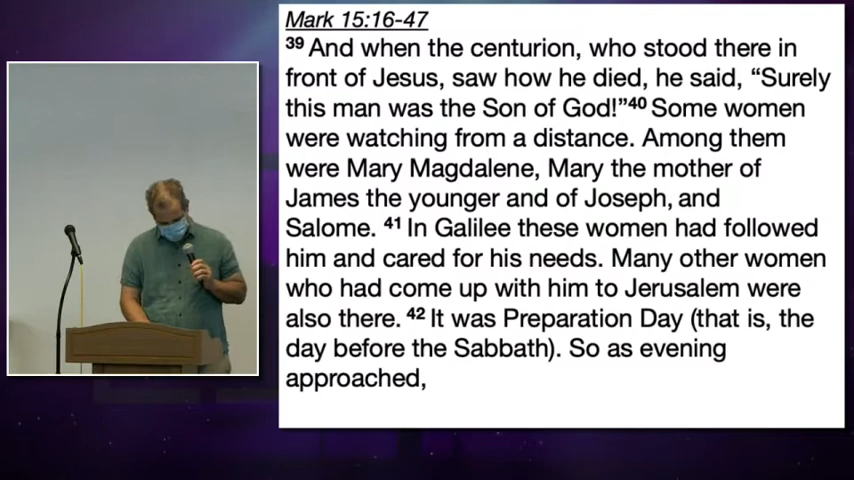 Mark 15:16-47
³⁹ And when the centurion, who stood there in
front of Jesus, saw how he died, he said, “Surely
this man was the Son of God!”⁴⁰ Some women
were watching from a distance. Among them
were Mary Magdalene, Mary the mother of
James the younger and of Joseph, and
Salome. ⁴¹ In Galilee these women had followed
him and cared for his needs. Many other women
who had come up with him to Jerusalem were
also there. ⁴² It was Preparation Day (that is, the
day before the Sabbath). So as evening
approached,